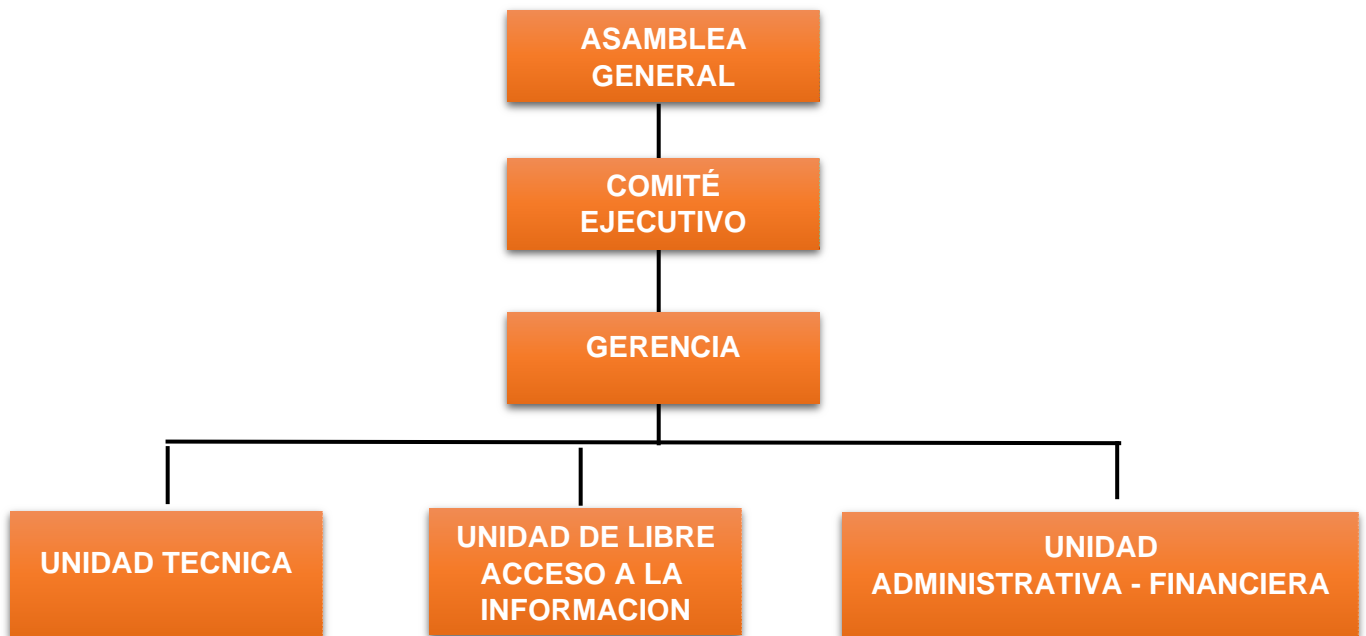 ASAMBLEA
GENERAL
COMITÉ
EJECUTIVO
GERENCIA
UNIDAD TECNICA
UNIDAD DE LIBRE
ACCESO A LA
INFORMACION
UNIDAD
ADMINISTRATIVA - FINANCIERA